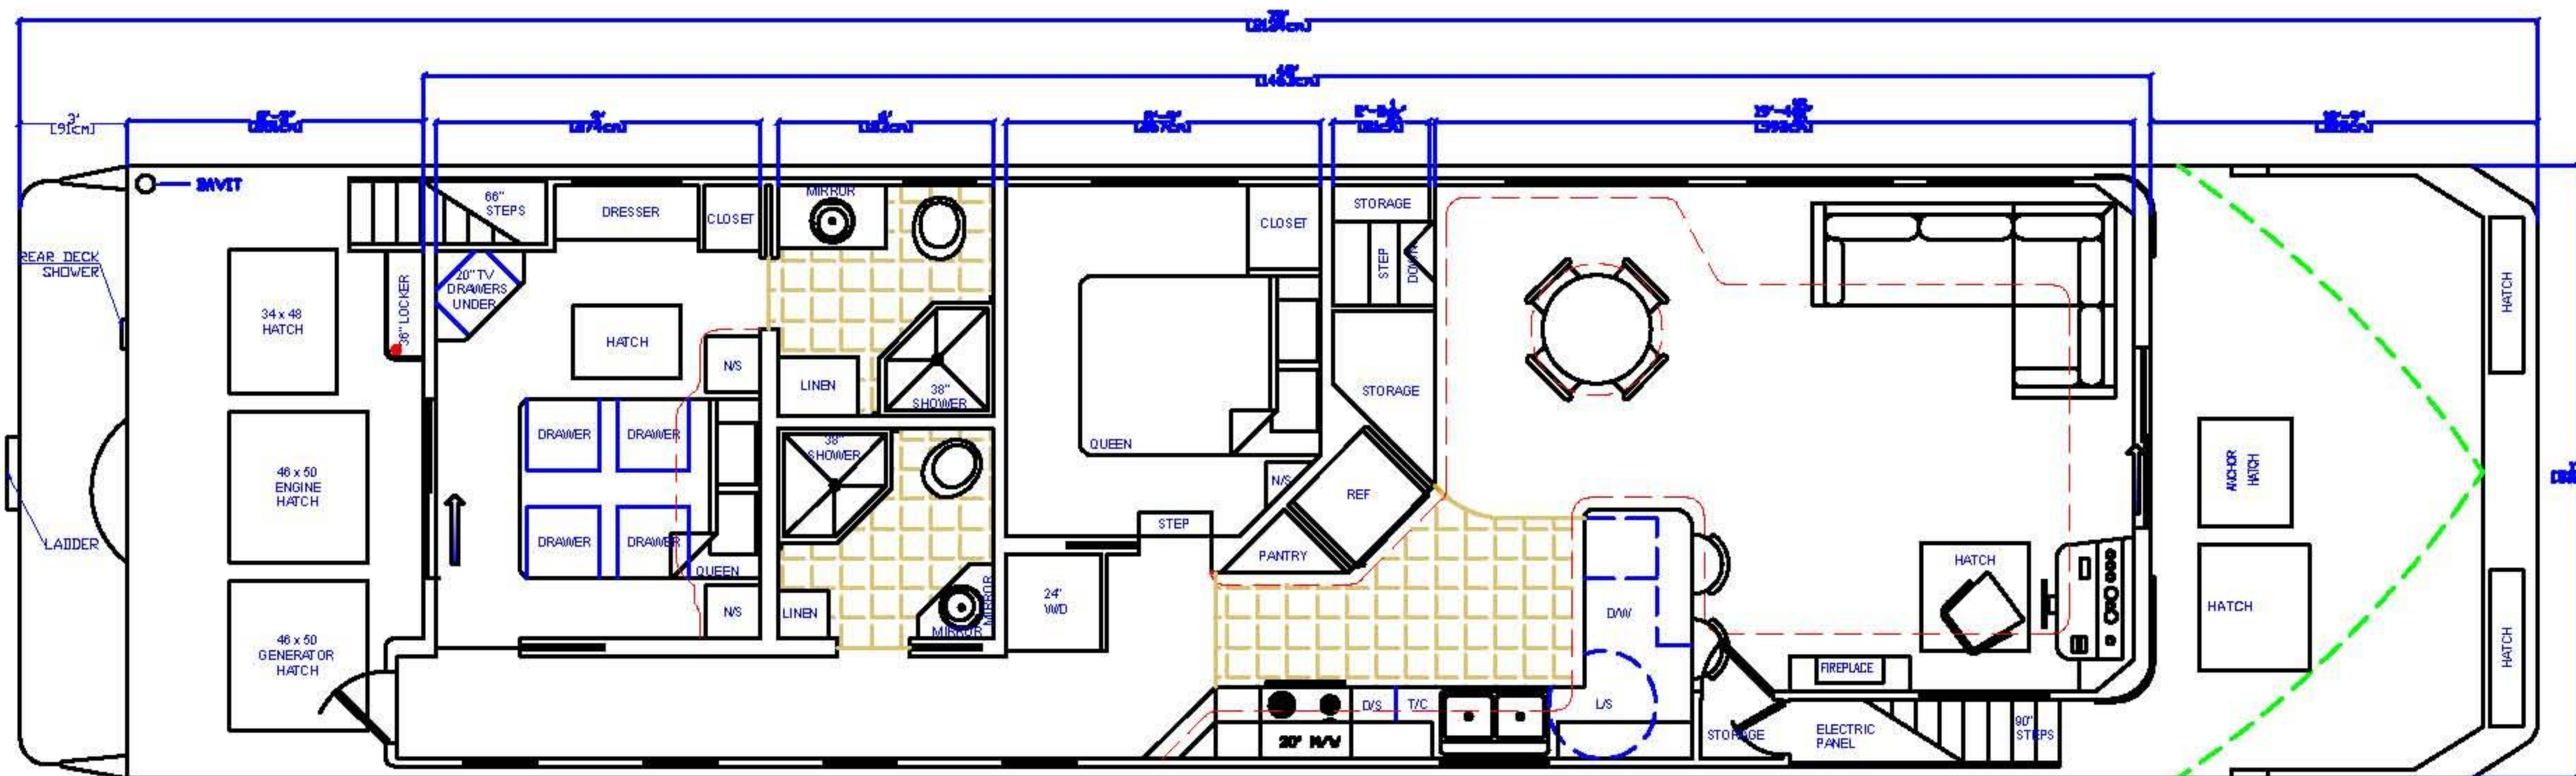 3'
[91cm]
9'
[274cm]
DAVIT
66"
STEPS
DRESSER
CLOSET
MIRROR
CLOSET
STORAGE
STEP
DOWN
REAR DECK
SHOWER
36" LOCKER
20" TV
DRAWERS
UNDER
34 x 48
HATCH
HATCH
N/S
LINEN
38"
SHOWER
STORAGE
HATCH
DRAWER
DRAWER
38"
SHOWER
QUEEN
46 x 50
ENGINE
HATCH
N/S
REF
ANCHOR
HATCH
LADDER
DRAWER
DRAWER
QUEEN
STEP
PANTRY
HATCH
N/S
LINEN
MIRROR
MIRROR
24"
W/D
D/W
HATCH
46 x 50
GENERATOR
HATCH
FIREPLACE
HATCH
D/S
T/C
L/S
20" M/W
STORAGE
ELECTRIC
PANEL
90"
STEPS